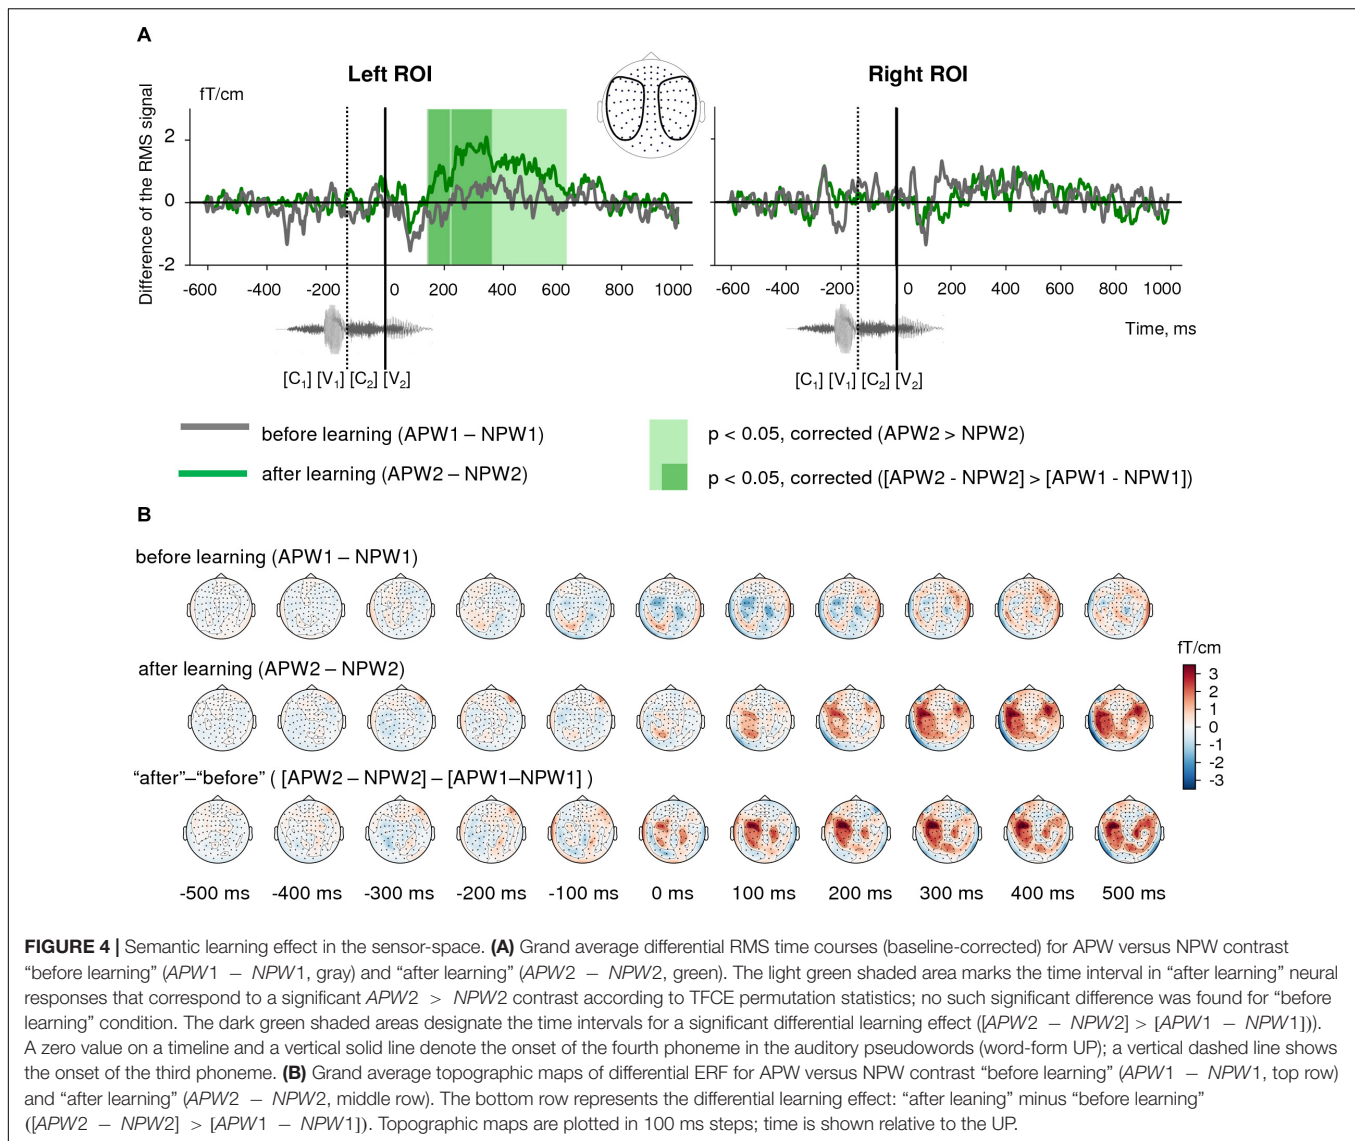 A
Left ROI
Right ROI
fT/cm
Difference of the RMS signal
2
0
-2
-600 -400 -200 0 200 400 600 800 1000
-600 -400 -200 0 200 400 600 800 1000
Time, ms
[C₁] [V₁] [C₂] [V₂]
[C₁] [V₁] [C₂] [V₂]
before learning (APW1 – NPW1)
after learning (APW2 – NPW2)
p < 0.05, corrected (APW2 > NPW2)
p < 0.05, corrected ([APW2 - NPW2] > [APW1 - NPW1])
B
before learning (APW1 – NPW1)
after learning (APW2 – NPW2)
“after”–“before” ( [APW2 – NPW2] – [APW1–NPW1] )
fT/cm
3
2
1
0
-1
-2
-3
-500 ms -400 ms -300 ms -200 ms -100 ms 0 ms 100 ms 200 ms 300 ms 400 ms 500 ms
FIGURE 4 | Semantic learning effect in the sensor-space. (A) Grand average differential RMS time courses (baseline-corrected) for APW versus NPW contrast
“before learning” (APW1 − NPW1, gray) and “after learning” (APW2 − NPW2, green). The light green shaded area marks the time interval in “after learning” neural
responses that correspond to a significant APW2 > NPW2 contrast according to TFCE permutation statistics; no such significant difference was found for “before
learning” condition. The dark green shaded areas designate the time intervals for a significant differential learning effect ([APW2 − NPW2] > [APW1 − NPW1])).
A zero value on a timeline and a vertical solid line denote the onset of the fourth phoneme in the auditory pseudowords (word-form UP); a vertical dashed line shows
the onset of the third phoneme. (B) Grand average topographic maps of differential ERF for APW versus NPW contrast “before learning” (APW1 − NPW1, top row)
and “after learning” (APW2 − NPW2, middle row). The bottom row represents the differential learning effect: “after leaning” minus “before learning”
([APW2 − NPW2] > [APW1 − NPW1]). Topographic maps are plotted in 100 ms steps; time is shown relative to the UP.